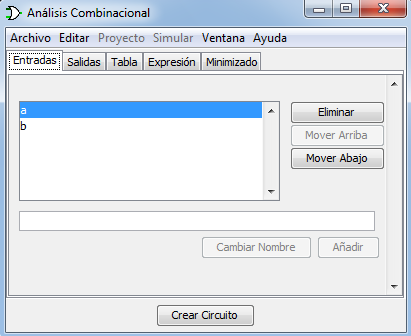 Análisis Combinacional
Archivo Editar Proyecto Simular Ventana Ayuda
Entradas Salidas Tabla Expresión Minimizado
a
b
Eliminar
Mover Arriba
Mover Abajo
Cambiar Nombre Añadir
Crear Circuito